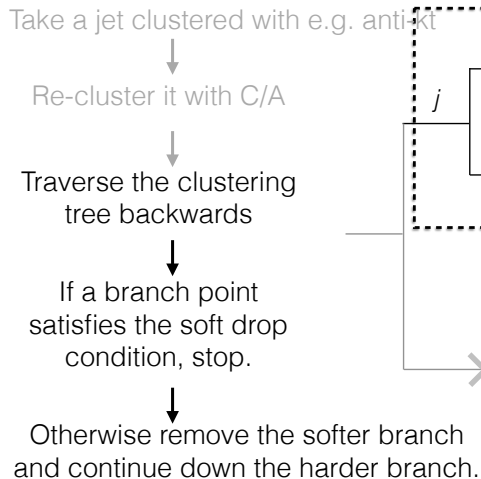 Take a jet clustered with e.g. anti-kt
Re-cluster it with C/A
j
Traverse the clustering
tree backwards
If a branch point
satisfies the soft drop
condition, stop.
Otherwise remove the softer branch
and continue down the harder branch.